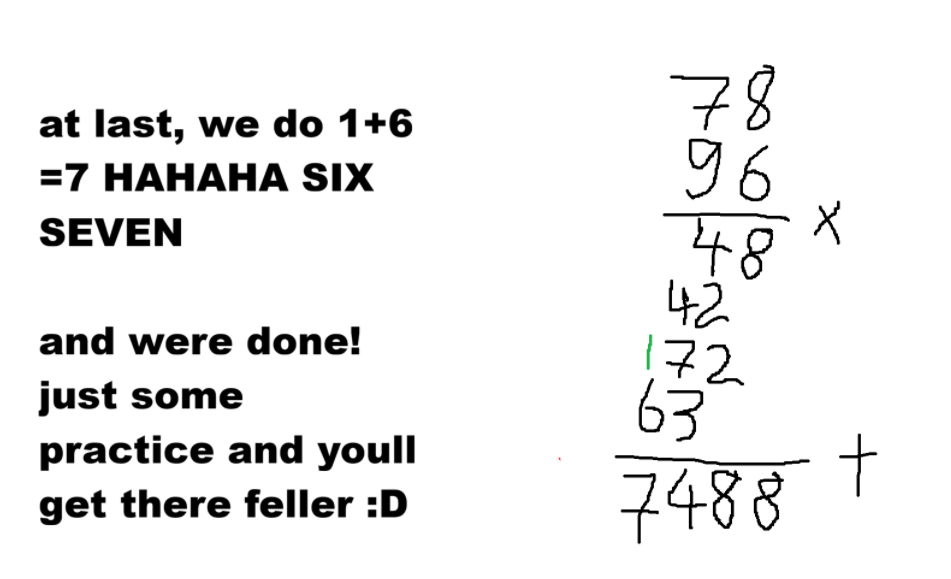 at last, we do 1+6
=7 HAHAHA SIX
SEVEN
and were done!
just some
practice and youll
get there feller :D
78
96
x
48
42
172
63
+
7488